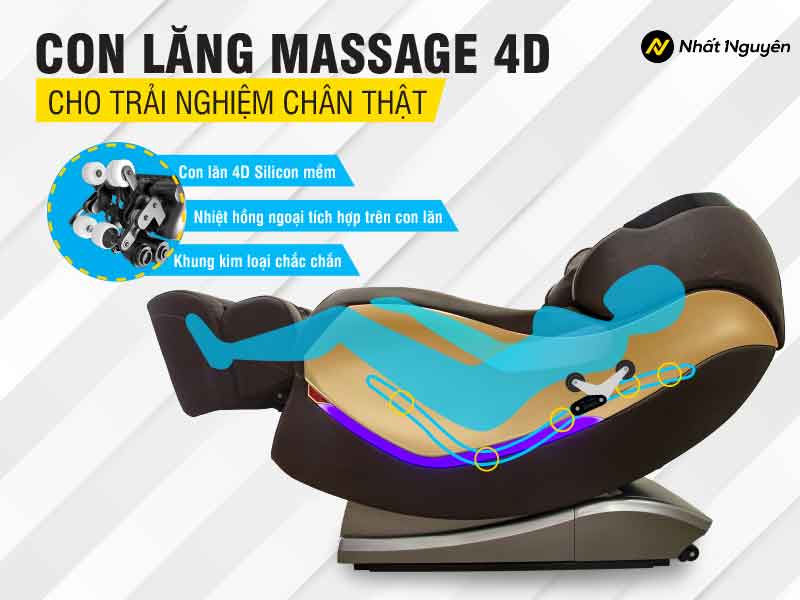 CON LĂNG MASSAGE 4D
Nhất Nguyên
CHO TRẢI NGHIỆM CHÂN THẬT
Con lăn 4D Silicon mềm
Nhiệt hồng ngoại tích hợp trên con lăn
Khung kim loại chắc chắn